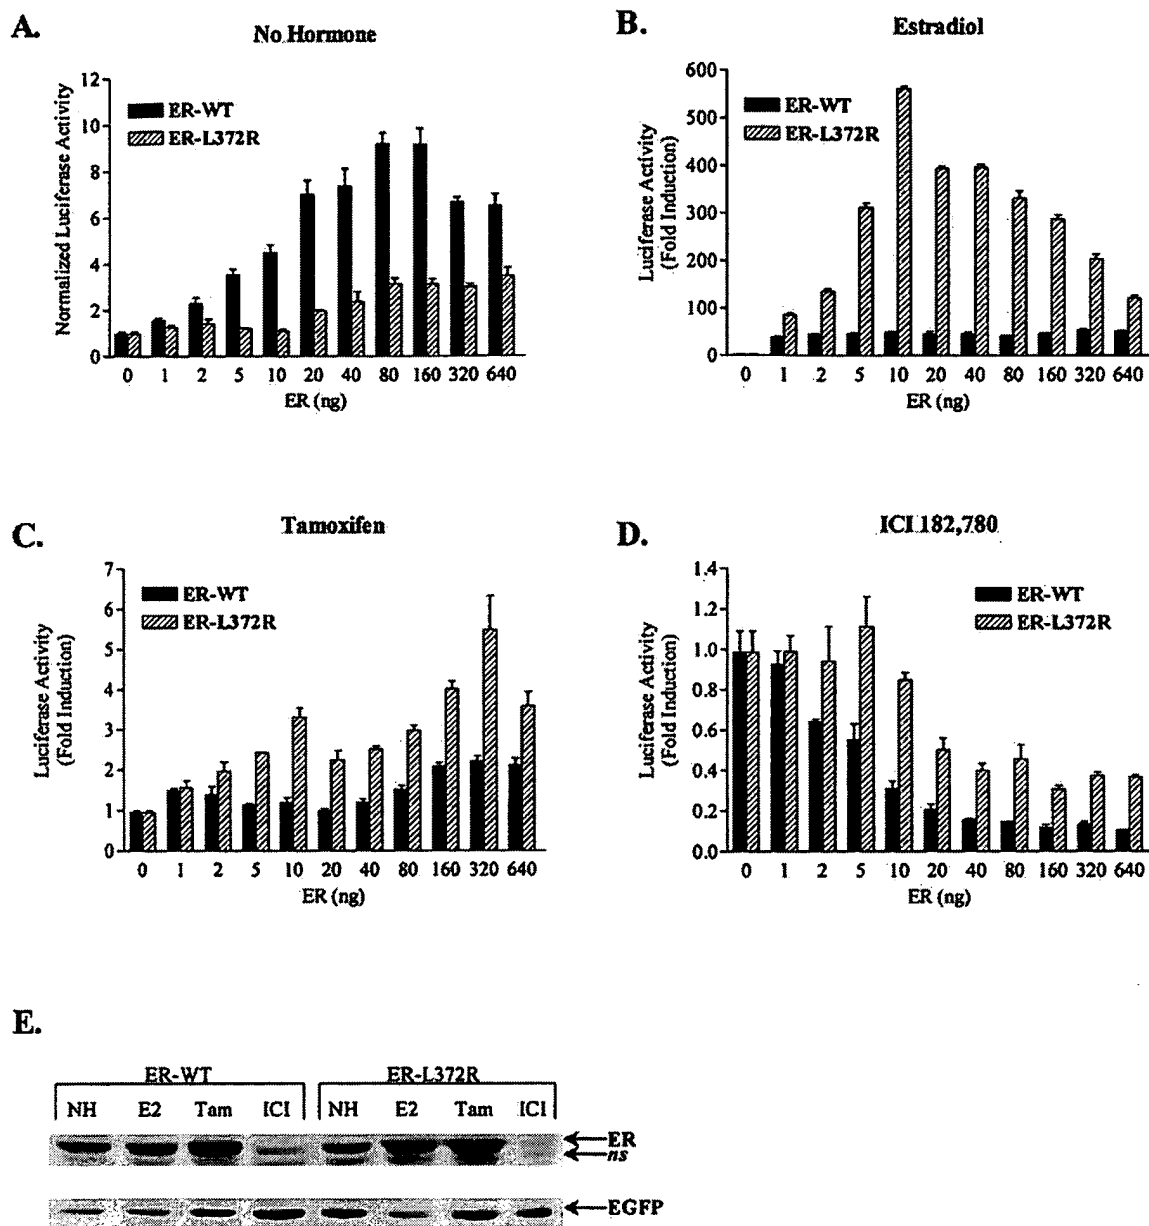 A.
No Hormone
Normalized Luciferase Activity
12
10
8
6
4
2
0
ER-WT
ER-L372R
0 1 2 5 10 20 40 80 160 320 640
ER (ng)
B.
Estradiol
Luciferase Activity
(Fold Induction)
600
500
400
300
200
100
0
ER-WT
ER-L372R
0 1 2 5 10 20 40 80 160 320 640
ER (ng)
C.
Tamoxifen
Luciferase Activity
(Fold Induction)
7
6
5
4
3
2
1
0
ER-WT
ER-L372R
0 1 2 5 10 20 40 80 160 320 640
ER (ng)
D.
ICI 182,780
Luciferase Activity
(Fold Induction)
1.4
1.2
1.0
0.8
0.6
0.4
0.2
0.0
ER-WT
ER-L372R
0 1 2 5 10 20 40 80 160 320 640
ER (ng)
E.
ER-WT ER-L372R
NH E2 Tam ICI NH E2 Tam ICI
ER
ns
EGFP